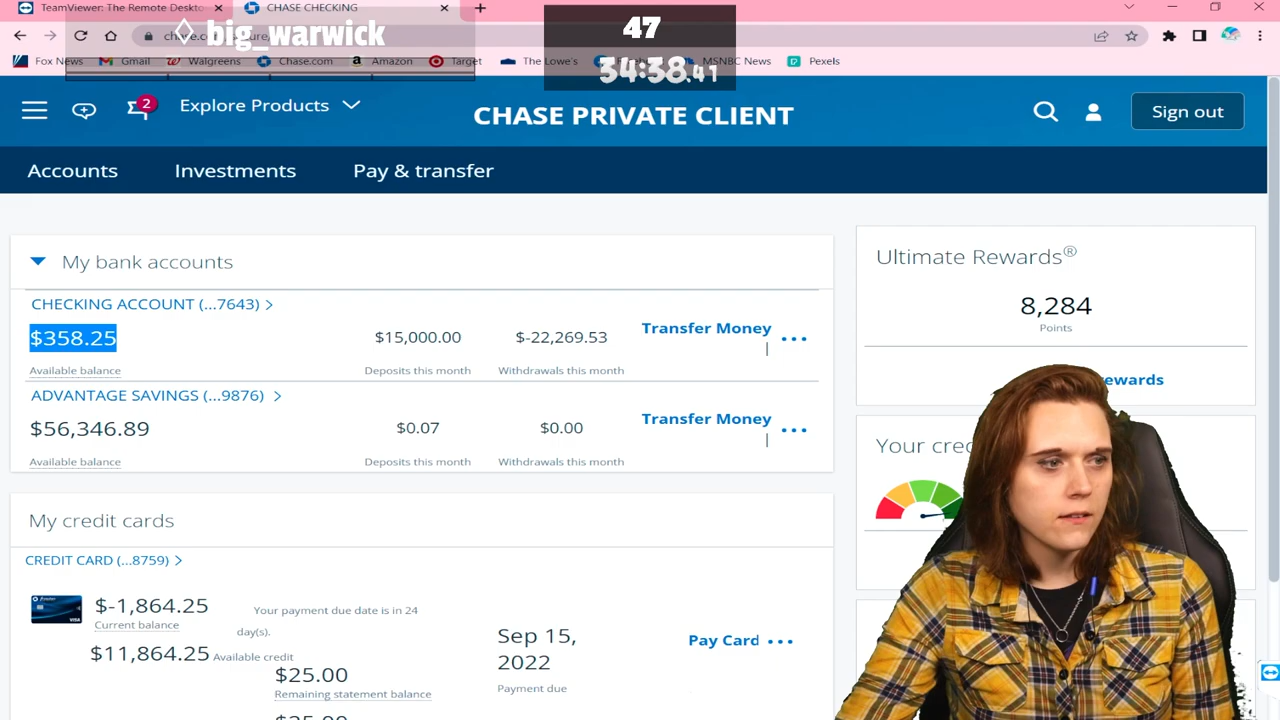 TeamViewer: The Remote Deskto
CHASE CHECKING
big_warwick
47
34:38.41
Fox News
Gmail
Walgreens
Chase.com
Amazon
Target
The Lowe's
MSNBC News
Pexels
2
Explore Products
CHASE PRIVATE CLIENT
Sign out
Accounts
Investments
Pay & transfer
My bank accounts
CHECKING ACCOUNT (...7643) >
$358.25
$15,000.00
$-22,269.53
Transfer Money
|
Available balance
Deposits this month
Withdrawals this month
ADVANTAGE SAVINGS (...9876) >
$56,346.89
$0.07
$0.00
Transfer Money
|
Available balance
Deposits this month
Withdrawals this month
My credit cards
CREDIT CARD (...8759) >
$-1,864.25
Current balance
$11,864.25 Available credit
Your payment due date is in 24
day(s).
$25.00
Remaining statement balance
Sep 15,
2022
Payment due
Pay Card
VISA
Ultimate Rewards®
8,284
Points
Your